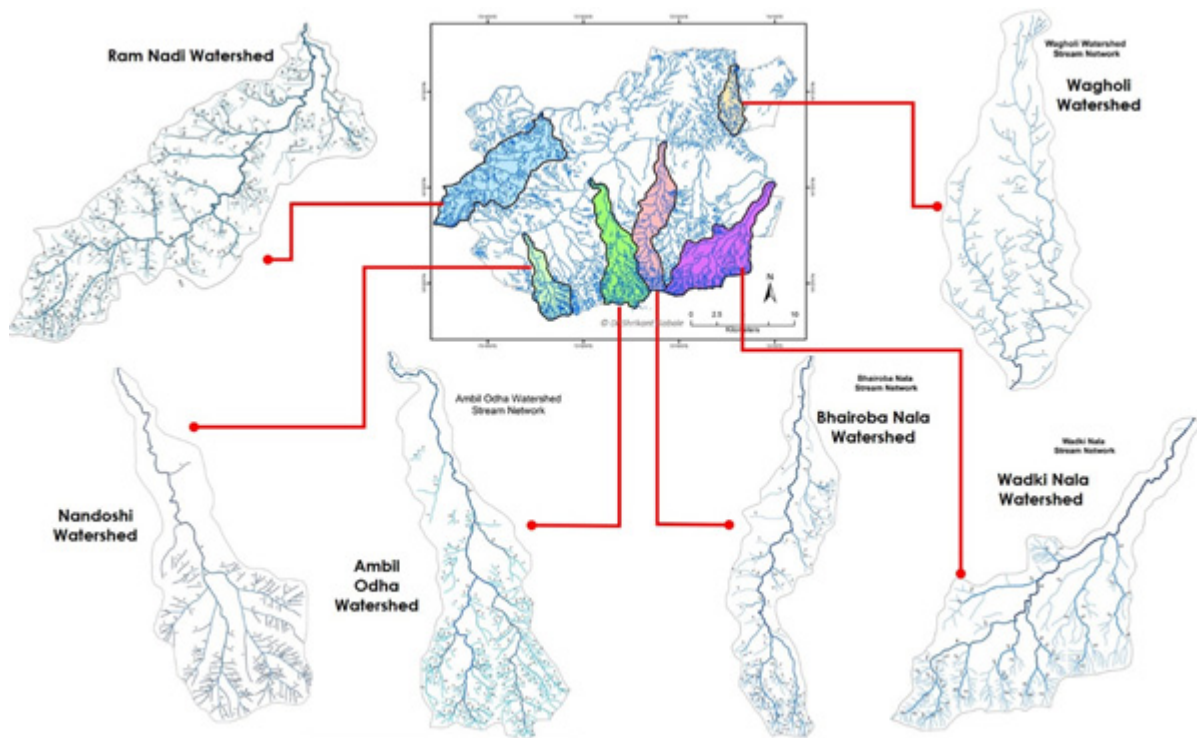 Ram Nadi Watershed
Wagholi Watershed
Stream Network
Wagholi
Watershed
N
0 2.5 5 10
Kilometers
Ambil Odha Watershed
Stream Network
Bhairoba Nala
Stream Network
Bhairoba Nala
Watershed
Wadki Nala
Stream Network
Wadki Nala
Watershed
Nandoshi
Watershed
Ambil
Odha
Watershed